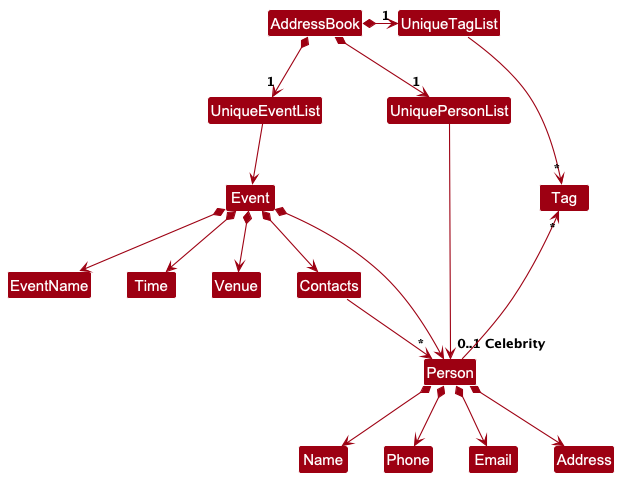 AddressBook
1
UniqueTagList
1
1
UniqueEventList
UniquePersonList
*
Event
Tag
*
EventName
Time
Venue
Contacts
*
0..1 Celebrity
Person
Name
Phone
Email
Address